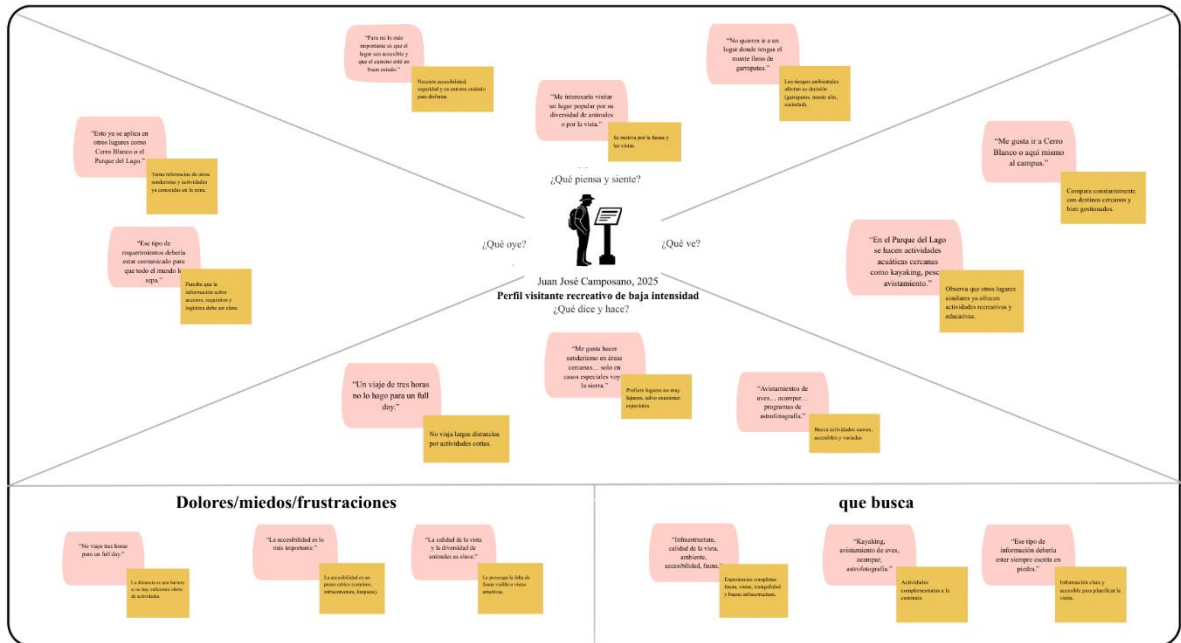 “Para mi lo más
importante es que el
lugar sea accesible y
que el camino esté en
buen estado.”
Necesita accesibilidad,
seguridad y un entorno cuidado
para disfrutar.
“Me interesaría visitar
un lugar popular por su
diversidad de animales
o por la vista.”
Se motiva por la fauna y
las vistas.
“No quieres ir a un
lugar donde tengas el
monte lleno de
garrapatas.”
Los riesgos ambientales
afectan su decisión
(garrapatas, monte alto,
suciedad).
¿Qué piensa y siente?
“Esto ya se aplica en
otros lugares como
Cerro Blanco o el
Parque del Lago.”
Toma referencias de otros
senderistas y actividades
ya conocidas en la zona.
“Ese tipo de
requerimientos debería
estar comunicado para
que todo el mundo lo
sepa.”
Percibe que la
información sobre
accesos, requisitos y
logística debe ser clara.
¿Qué oye?
¿Qué ve?
“Me gusta ir a Cerro
Blanco o aquí mismo
al campus.”
Compara constantemente
con destinos cercanos y
bien gestionados.
“En el Parque del Lago
se hacen actividades
acuáticas cercanas
como kayaking, pesca
avistamiento.”
Observa que otros lugares
similares ya ofrecen
actividades recreativas y
educativas.
Juan José Camposano, 2025
Perfil visitante recreativo de baja intensidad
¿Qué dice y hace?
“Un viaje de tres horas
no lo hago para un full
day.”
No viaja largas distancias
por actividades cortas.
“Me gusta hacer
senderismo en áreas
cercanas… solo en
casos especiales voy
la sierra.”
Prefiere lugares no muy
lejanos, salvo ocasiones
especiales.
“Avistamientos de
aves… acampar…
programas de
astrofotografía.”
Busca actividades suaves,
accesibles y variadas
Dolores/miedos/frustraciones
“No viajo tres horas
para un full day.”
La distancia es una barrera
si no hay suficiente oferta
de actividades.
“La accesibilidad es lo
más importante.”
La accesibilidad es un
punto crítico (caminos,
infraestructura, limpieza).
“La calidad de la vista
y la diversidad de
animales es clave.”
Le preocupa la falta de
fauna visible o vistas
atractivas.
que busca
“Infraestructura,
calidad de la vista,
ambiente,
accesibilidad, fauna.”
Experiencias completas:
fauna, vistas, tranquilidad
y buena infraestructura.
“Kayaking,
avistamiento de aves,
acampar,
astrofotografía.”
Actividades
complementarias a la
caminata
“Ese tipo de
información debería
estar siempre escrita en
piedra.”
Información clara y
accesible para planificar la
visita.